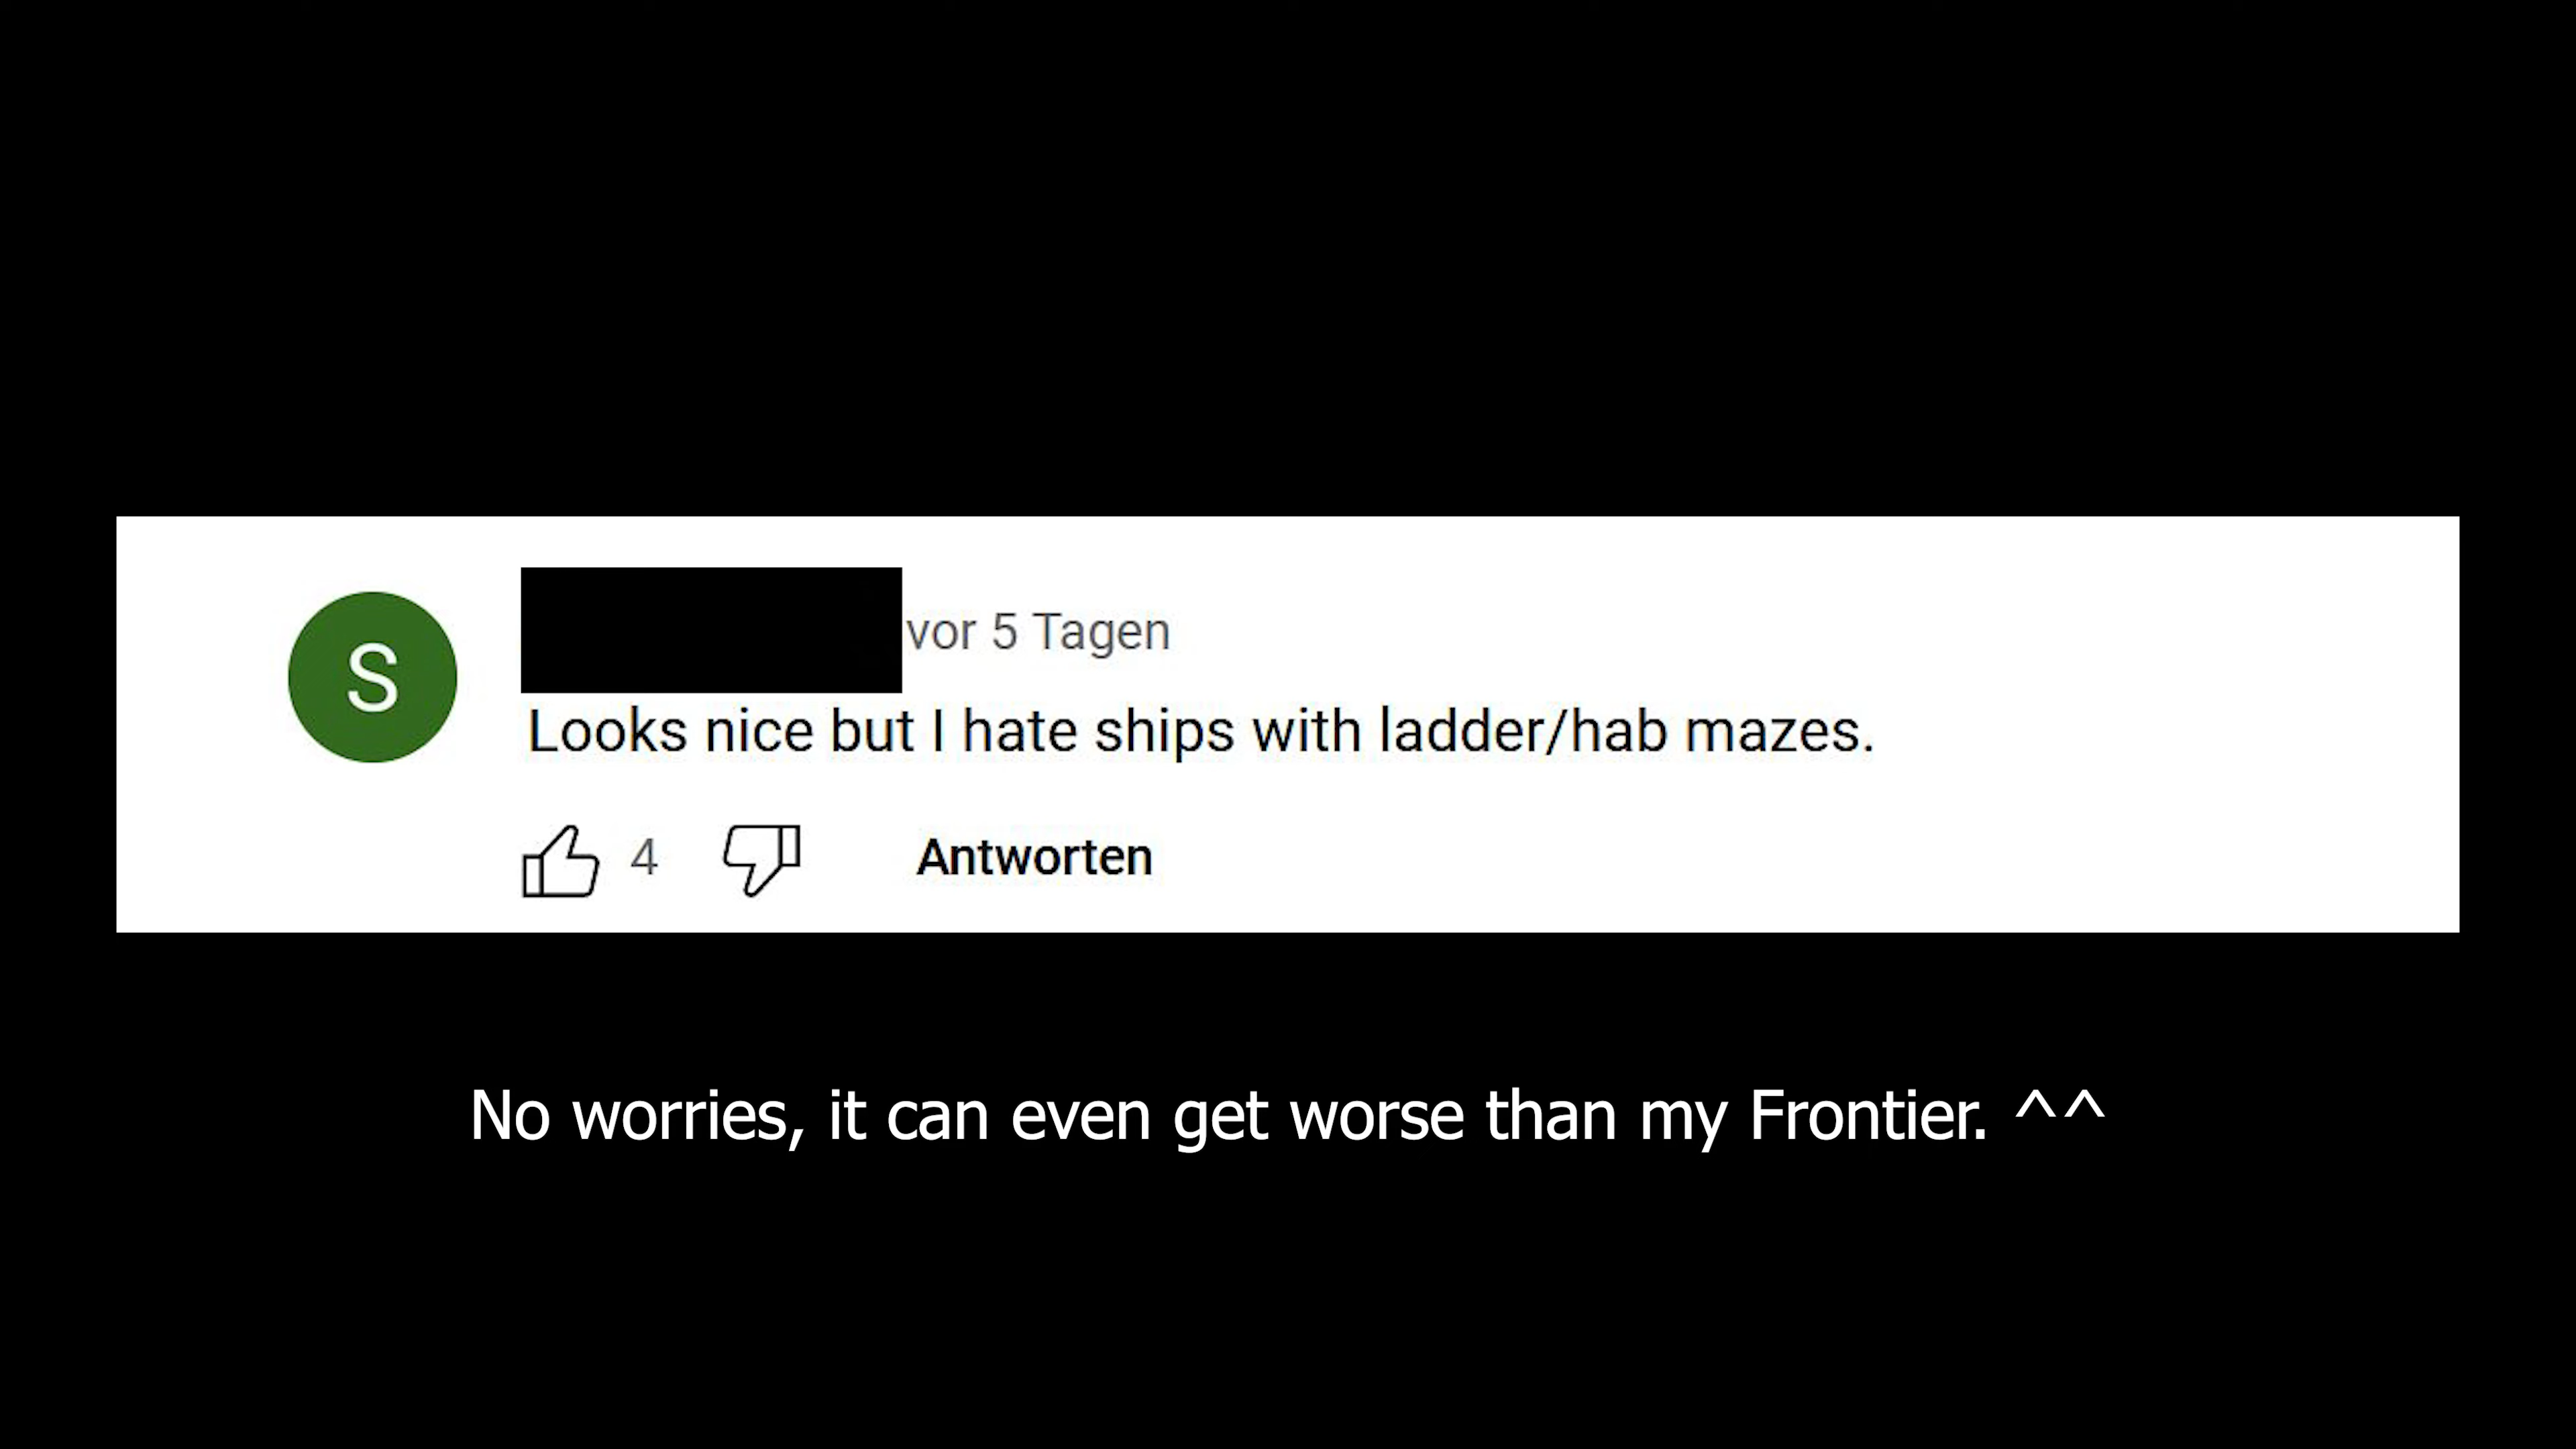 S
vor 5 Tagen
Looks nice but I hate ships with ladder/hab mazes.
4
Antworten
No worries, it can even get worse than my Frontier. ^^